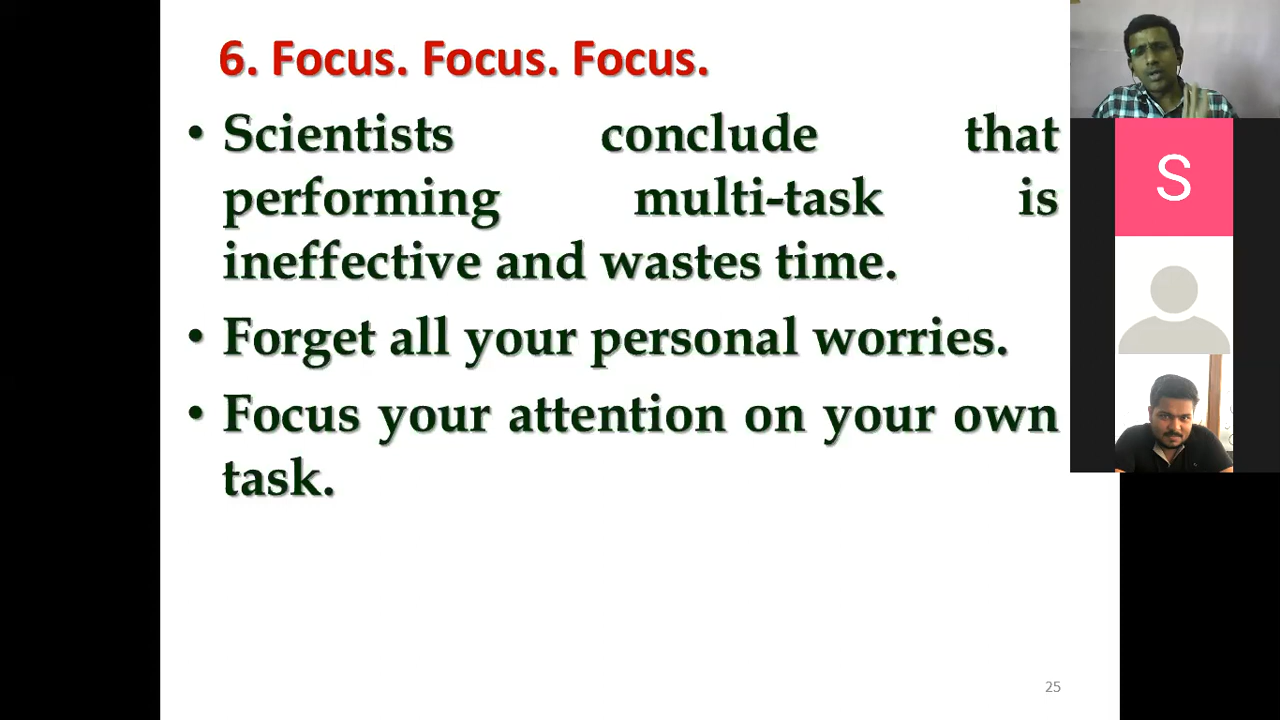 6. Focus. Focus. Focus.
• Scientists conclude that
performing multi-task is
ineffective and wastes time.
• Forget all your personal worries.
• Focus your attention on your own
task.
S
25